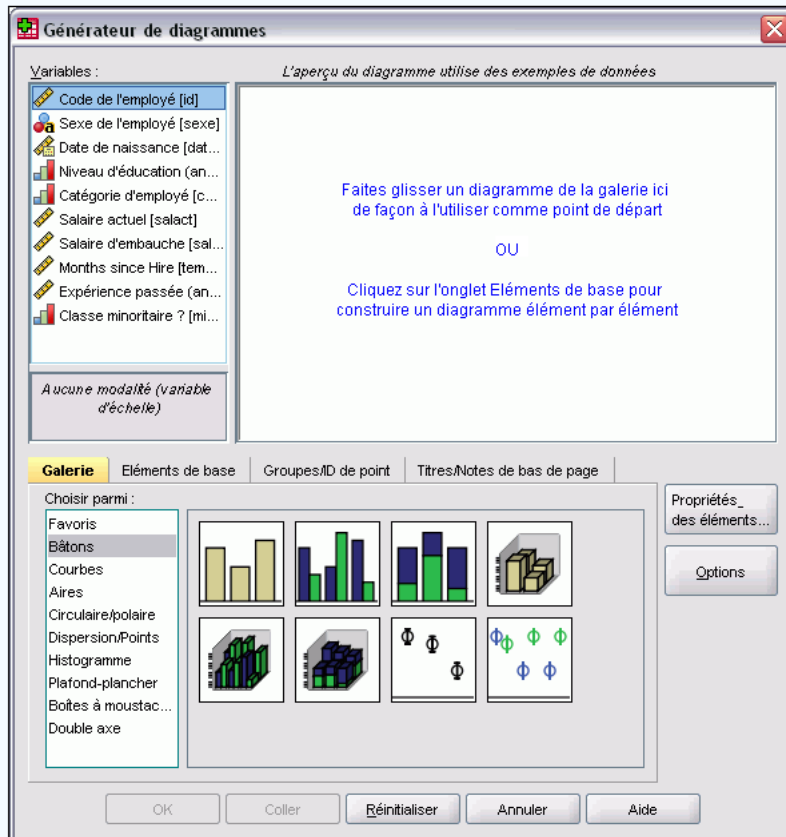 Générateur de diagrammes
Variables :
L'aperçu du diagramme utilise des exemples de données
Code de l'employé [id]
Sexe de l'employé [sexe]
Date de naissance [dat...
Niveau d'éducation (an...
Catégorie d'employé [c...
Salaire actuel [salact]
Salaire d'embauche [sal...
Months since Hire [tem...
Expérience passée (an...
Classe minoritaire ? [mi...
Faites glisser un diagramme de la galerie ici
de façon à l'utiliser comme point de départ
OU
Cliquez sur l'onglet Eléments de base pour
construire un diagramme élément par élément
Aucune modalité (variable
d'échelle)
Galerie
Eléments de base
Groupes/ID de point
Titres/Notes de bas de page
Choisir parmi :
Favoris
Bâtons
Courbes
Aires
Circulaire/polaire
Dispersion/Points
Histogramme
Plafond-plancher
Boîtes à moustac...
Double axe
Propriétés_
des éléments...
Options
OK
Coller
Réinitialiser
Annuler
Aide